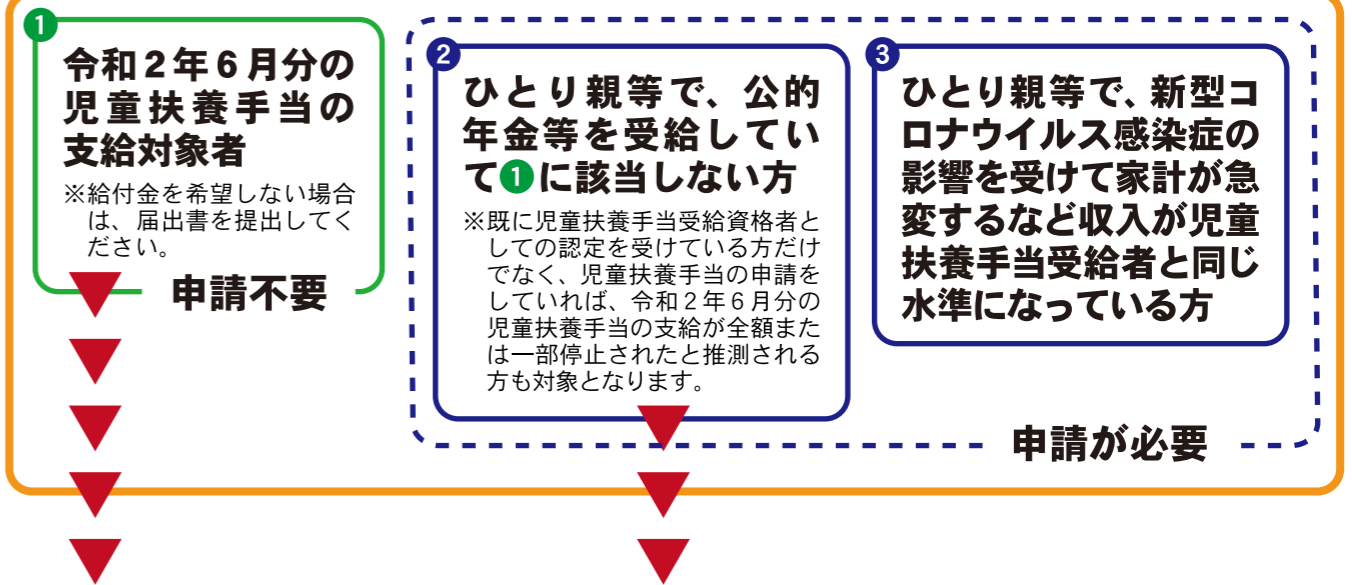 ❶
令和２年６月分の
児童扶養手当の
支給対象者
※給付金を希望しない場合
は、届出書を提出してく
ださい。
申請不要
❷
ひとり親等で、公的
年金等を受給してい
て❶に該当しない方
※既に児童扶養手当受給資格者と
しての認定を受けている方だけ
でなく、児童扶養手当の申請を
していれば、令和２年６月分の
児童扶養手当の支給が全額また
は一部停止されたと推測される
方も対象となります。
❸
ひとり親等で、新型コ
ロナウイルス感染症の
影響を受けて家計が急
変するなど収入が児童
扶養手当受給者と同じ
水準になっている方
申請が必要